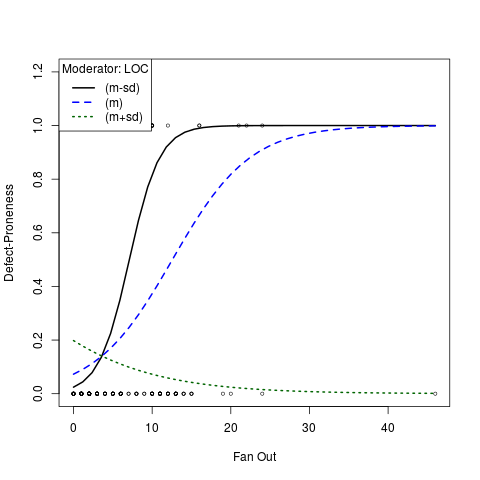 Moderator: LOC
(m-sd)
(m)
(m+sd)
Defect-Proneness
0.0 0.2 0.4 0.6 0.8 1.0 1.2
0 10 20 30 40
Fan Out